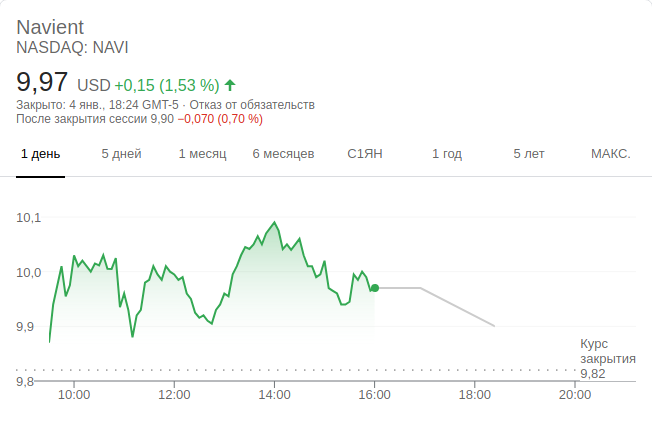 Navient
NASDAQ: NAVI
9,97 USD +0,15 (1,53 %)
Закрыто: 4 янв., 18:24 GMT-5 · Отказ от обязательств
После закрытия сессии 9,90 −0,070 (0,70 %)
1 день 5 дней 1 месяц 6 месяцев С1ЯН 1 год 5 лет МАКС.
10,1
10,0
9,9
Курс
закрытия
9,82
9,8
10:00 12:00 14:00 16:00 18:00 20:00